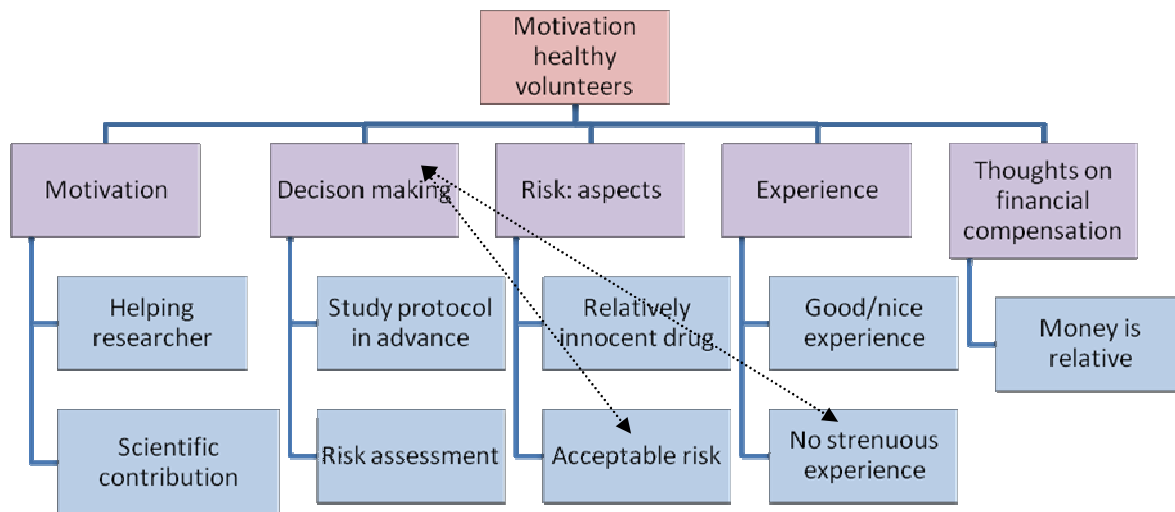 Motivation
healthy
volunteers
Motivation
Decison making
Risk: aspects
Experience
Thoughts on
financial
compensation
Helping
researcher
Study protocol
in advance
Relatively
innocent drug
Good/nice
experience
Money is
relative
Scientific
contribution
Risk assessment
Acceptable risk
No strenuous
experience